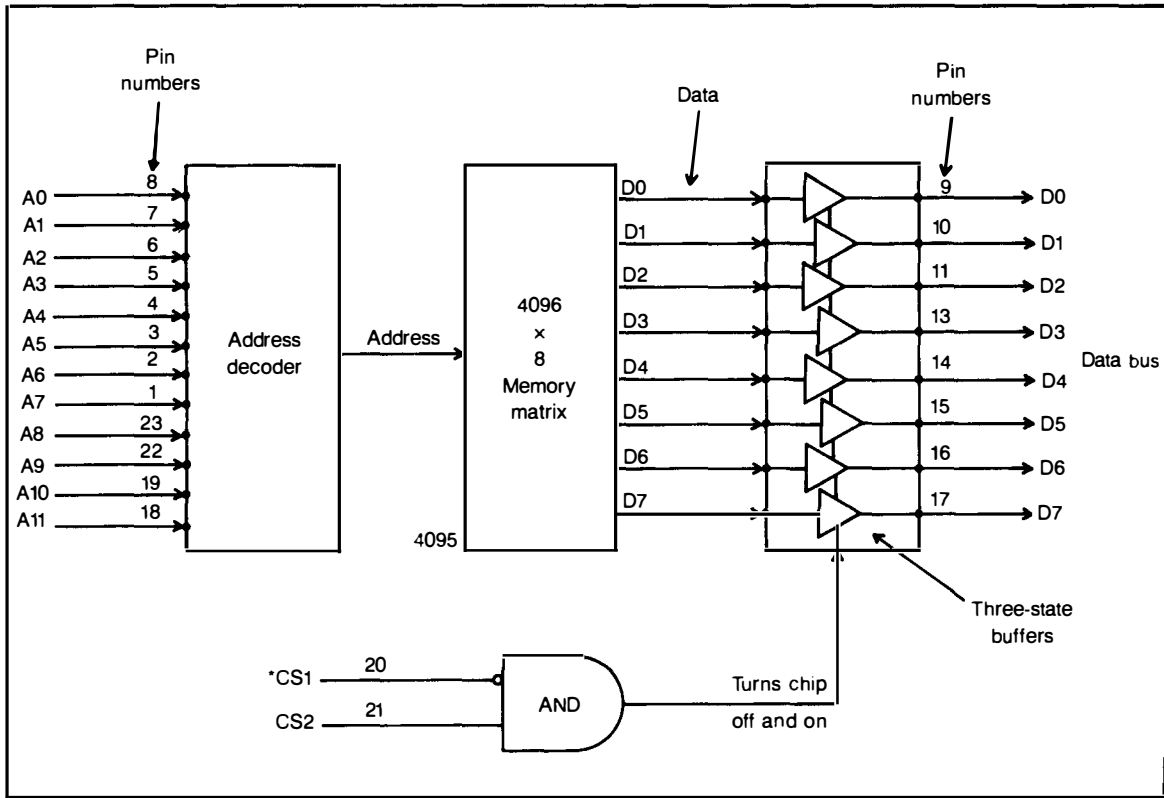 Pin
numbers
Data
Pin
numbers
A0 8
A1 7
A2 6
A3 5
A4 4
A5 3
A6 2
A7 1
A8 23
A9 22
A10 19
A11 18
Address
decoder
Address
4096
×
8
Memory
matrix
4095
D0
D1
D2
D3
D4
D5
D6
D7
9 D0
10 D1
11 D2
13 D3
14 D4
15 D5
16 D6
17 D7
Data bus
Three-state
buffers
*CS1 20
CS2 21
AND
Turns chip
off and on